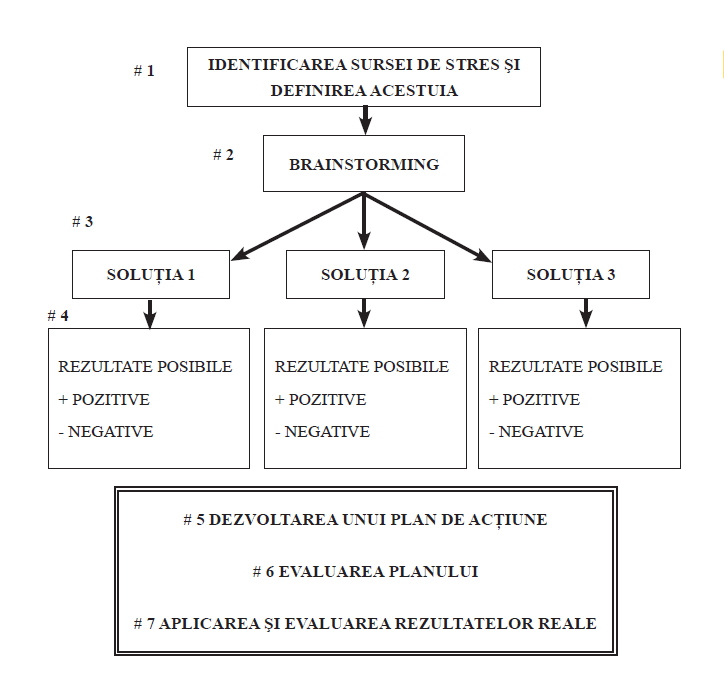 # 1
IDENTIFICAREA SURSEI DE STRES ŞI
DEFINIREA ACESTUIA
# 2
BRAINSTORMING
# 3
SOLUȚIA 1
SOLUȚIA 2
SOLUȚIA 3
# 4
REZULTATE POSIBILE
+ POZITIVE
- NEGATIVE
REZULTATE POSIBILE
+ POZITIVE
- NEGATIVE
REZULTATE POSIBILE
+ POZITIVE
- NEGATIVE
# 5 DEZVOLTAREA UNUI PLAN DE ACȚIUNE
# 6 EVALUAREA PLANULUI
# 7 APLICAREA ŞI EVALUAREA REZULTATELOR REALE